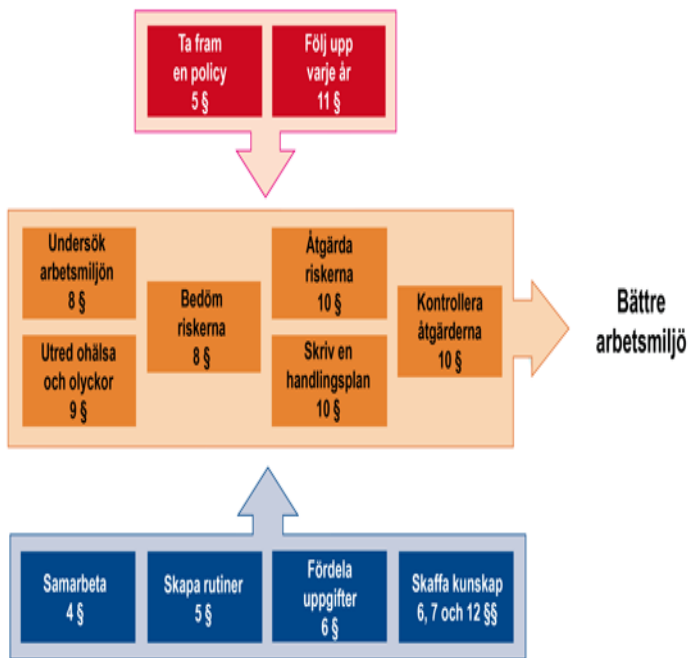 Ta fram
en policy
5 §
Följ upp
varje år
11 §
Undersök
arbetsmiljön
8 §
Utred ohälsa
och olyckor
9 §
Bedöm
riskerna
8 §
Åtgärda
riskerna
10 §
Skriv en
handlingsplan
10 §
Kontrollera
åtgärderna
10 §
Bättre
arbetsmiljö
Samarbeta
4 §
Skapa rutiner
5 §
Fördela
uppgifter
6 §
Skaffa kunskap
6, 7 och 12 §§